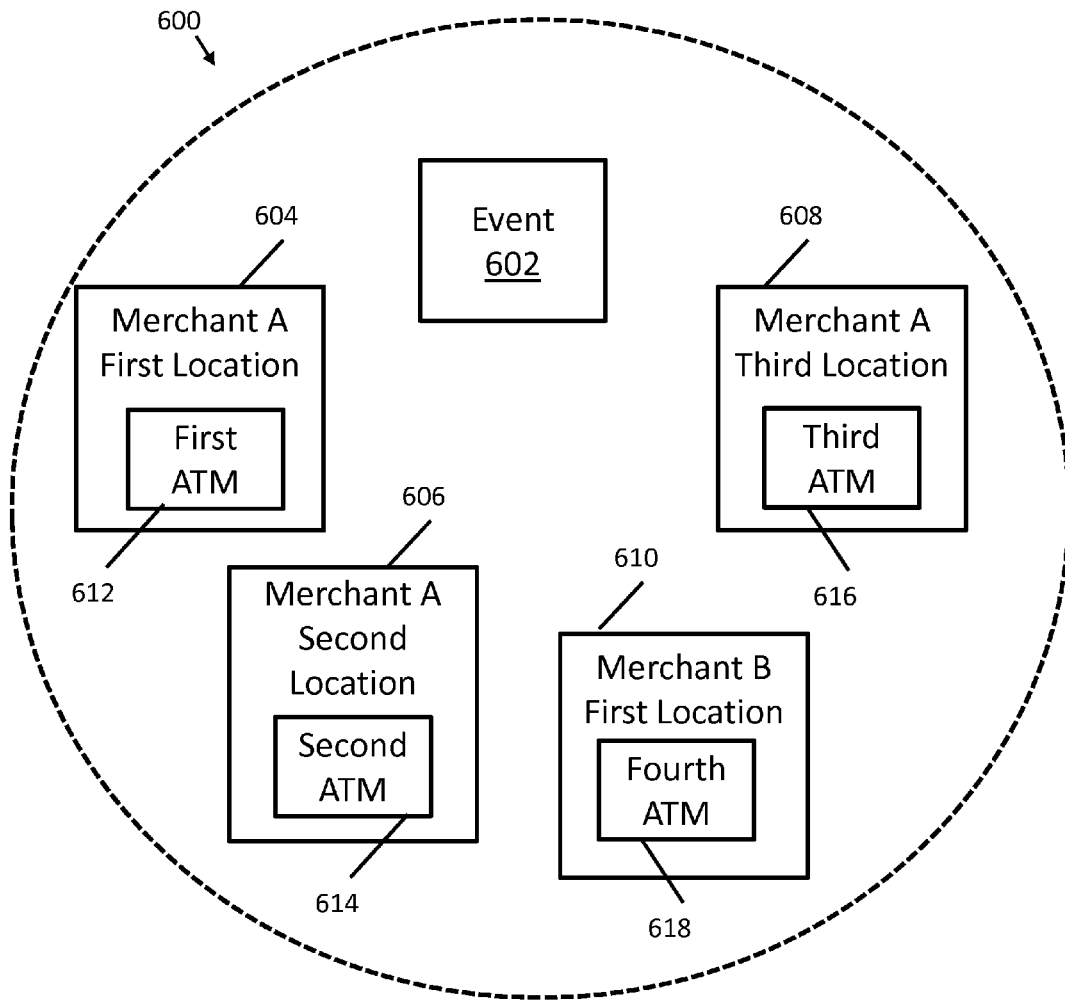 600
Event
602
604
Merchant A
First Location
First
ATM
612
608
Merchant A
Third Location
Third
ATM
616
606
Merchant A
Second
Location
Second
ATM
614
610
Merchant B
First Location
Fourth
ATM
618